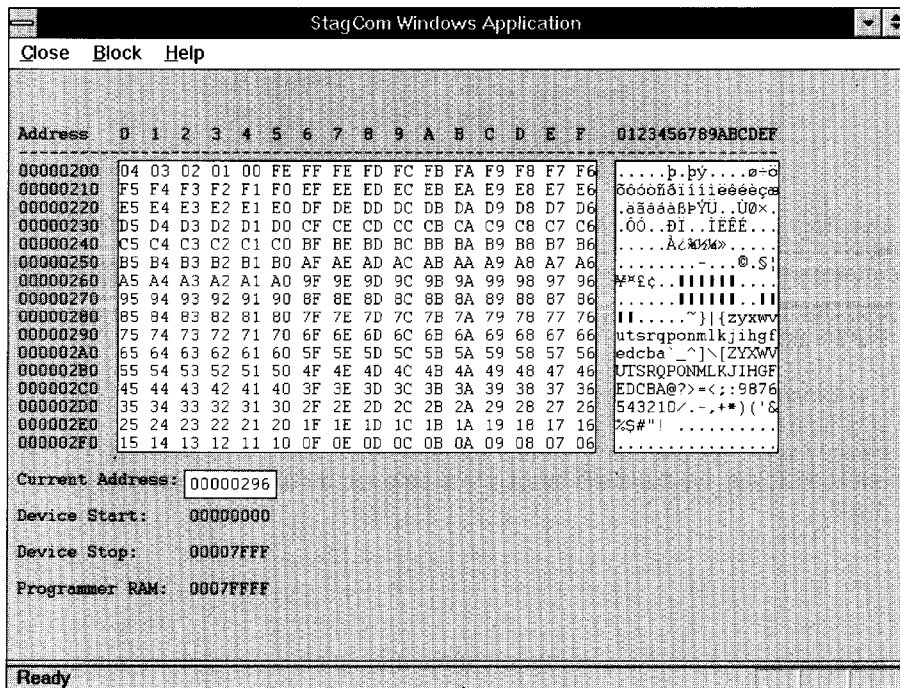 StagCom Windows Application
Close Block Help
Address 0 1 2 3 4 5 6 7 8 9 A B C D E F 0123456789ABCDEF
00000200 04 03 02 01 00 FE FF FE FD FC FB FA F9 F8 F7 F6 .....þ.þý....ø÷ö
00000210 F5 F4 F3 F2 F1 F0 EF EE ED EC EB EA E9 E8 E7 E6 õôóòñðïîíìëêéèçæ
00000220 E5 E4 E3 E2 E1 E0 DF DE DD DC DB DA D9 D8 D7 D6 .äãâáàßÞÝÜ..ÙØ×.
00000230 D5 D4 D3 D2 D1 D0 CF CE CD CC CB CA C9 C8 C7 C6 .ÔÓ..ÐÏ..ÌËÊÉ...
00000240 C5 C4 C3 C2 C1 C0 BF BE BD BC BB BA B9 B8 B7 B6 .....À¿¾½¼».....
00000250 B5 B4 B3 B2 B1 B0 AF AE AD AC AB AA A9 A8 A7 A6 .........-...©.§¦
00000260 A5 A4 A3 A2 A1 A0 9F 9E 9D 9C 9B 9A 99 98 97 96 ¥¤£¢..▌▌▌▌▌▌....
00000270 95 94 93 92 91 90 8F 8E 8D 8C 8B 8A 89 88 87 86 ......▌▌▌▌▌▌..▌▌
00000280 85 84 83 82 81 80 7F 7E 7D 7C 7B 7A 79 78 77 76 ▌▌.....~}|{zyxwv
00000290 75 74 73 72 71 70 6F 6E 6D 6C 6B 6A 69 68 67 66 utsrqponmlkjihgf
000002A0 65 64 63 62 61 60 5F 5E 5D 5C 5B 5A 59 58 57 56 edcba`_^]\[ZYXWV
000002B0 55 54 53 52 51 50 4F 4E 4D 4C 4B 4A 49 48 47 46 UTSRQPONMLKJIHGF
000002C0 45 44 43 42 41 40 3F 3E 3D 3C 3B 3A 39 38 37 36 EDCBA@?>=<;:9876
000002D0 35 34 33 32 31 30 2F 2E 2D 2C 2B 2A 29 28 27 26 543210/.-,+*)('&
000002E0 25 24 23 22 21 20 1F 1E 1D 1C 1B 1A 19 18 17 16 %$#"! ..........
000002F0 15 14 13 12 11 10 0F 0E 0D 0C 0B 0A 09 08 07 06 ................
Current Address: 00000296
Device Start: 00000000
Device Stop: 00007FFF
Programmer RAM: 0007FFFF
Ready